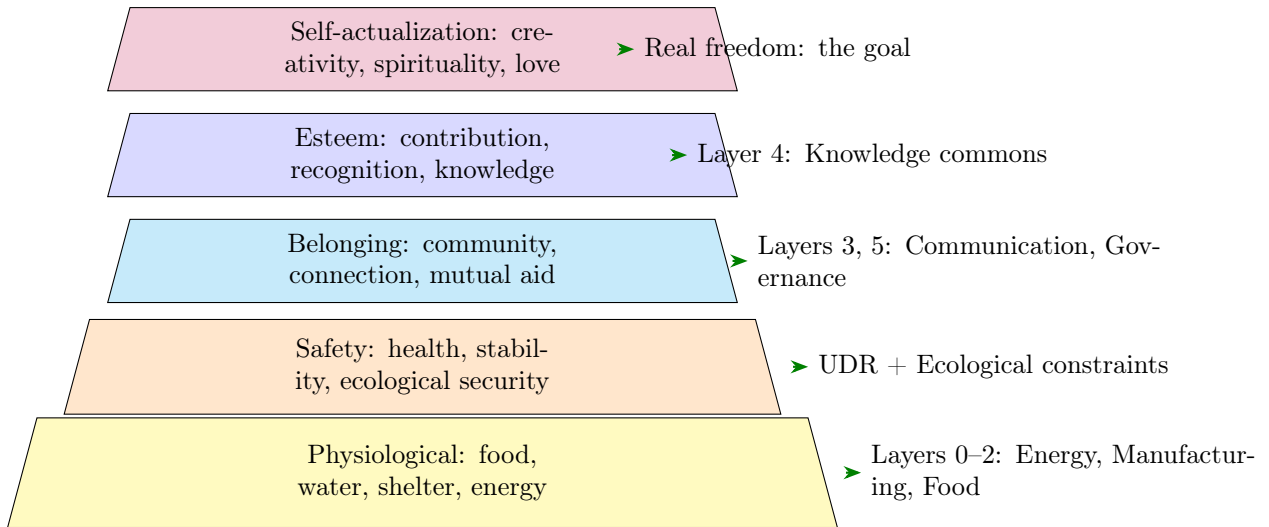 Self-actualization: cre-
ativity, spirituality, love
Real freedom: the goal
Esteem: contribution,
recognition, knowledge
Layer 4: Knowledge commons
Belonging: community,
connection, mutual aid
Layers 3, 5: Communication, Gov-
ernance
Safety: health, stabil-
ity, ecological security
UDR + Ecological constraints
Physiological: food,
water, shelter, energy
Layers 0–2: Energy, Manufactur-
ing, Food